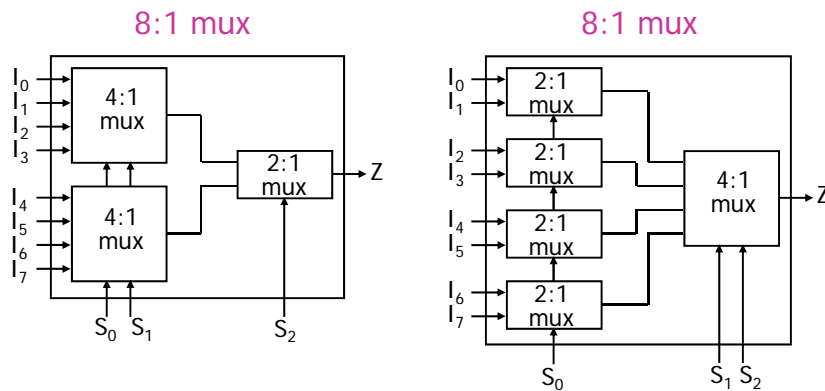 8:1 mux
I0
I1
I2
I3
4:1
mux
I4
I5
I6
I7
4:1
mux
2:1
mux
Z
S0 S1 S2
8:1 mux
I0
I1
2:1
mux
I2
I3
2:1
mux
I4
I5
2:1
mux
I6
I7
2:1
mux
4:1
mux
Z
S0 S1 S2